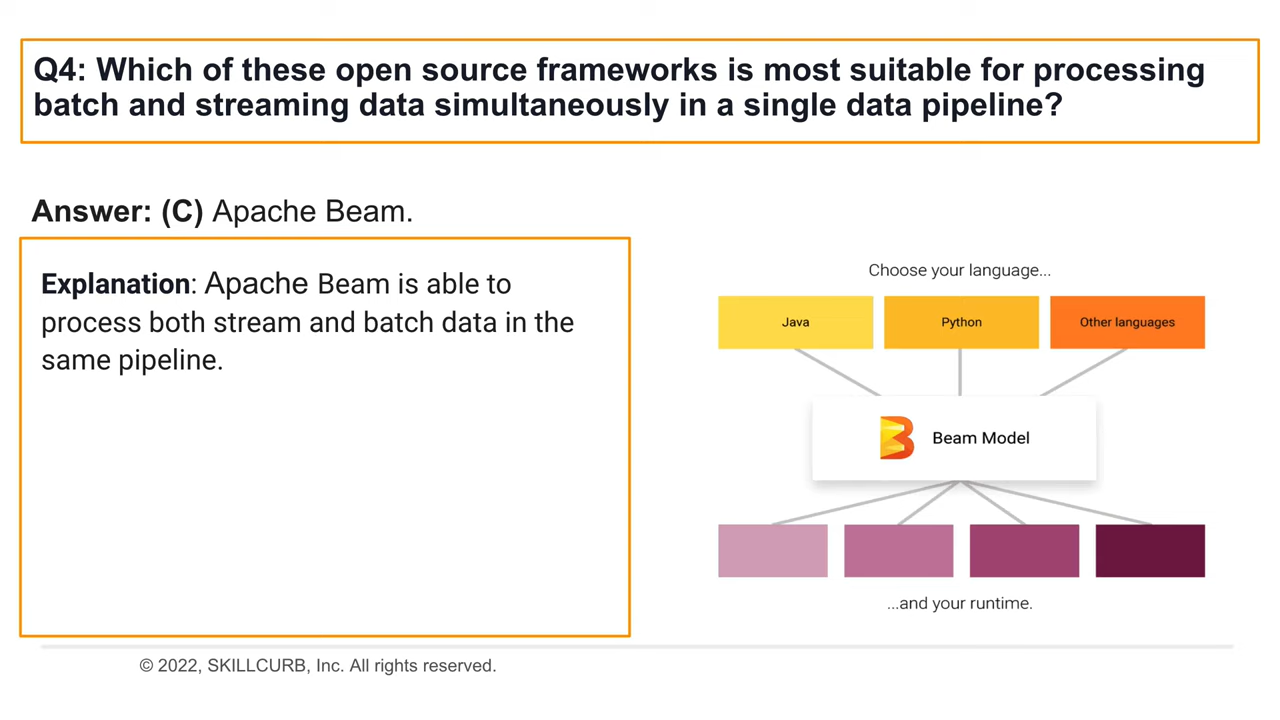 Q4: Which of these open source frameworks is most suitable for processing
batch and streaming data simultaneously in a single data pipeline?
Answer: (C) Apache Beam.
Explanation: Apache Beam is able to
process both stream and batch data in the
same pipeline.
Choose your language...
Java
Python
Other languages
Beam Model
...and your runtime.
© 2022, SKILLCURB, Inc. All rights reserved.